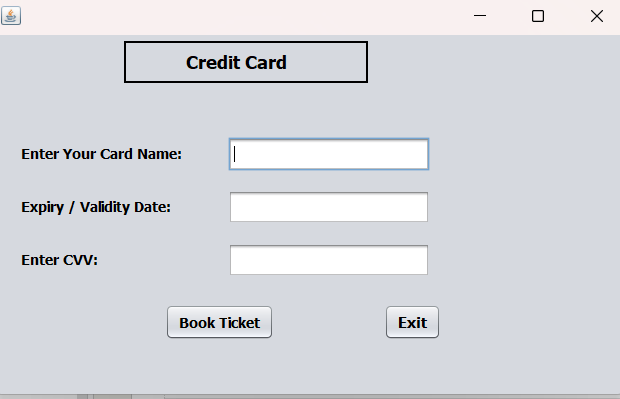 Credit Card
Enter Your Card Name:
Expiry / Validity Date:
Enter CVV:
Book Ticket Exit